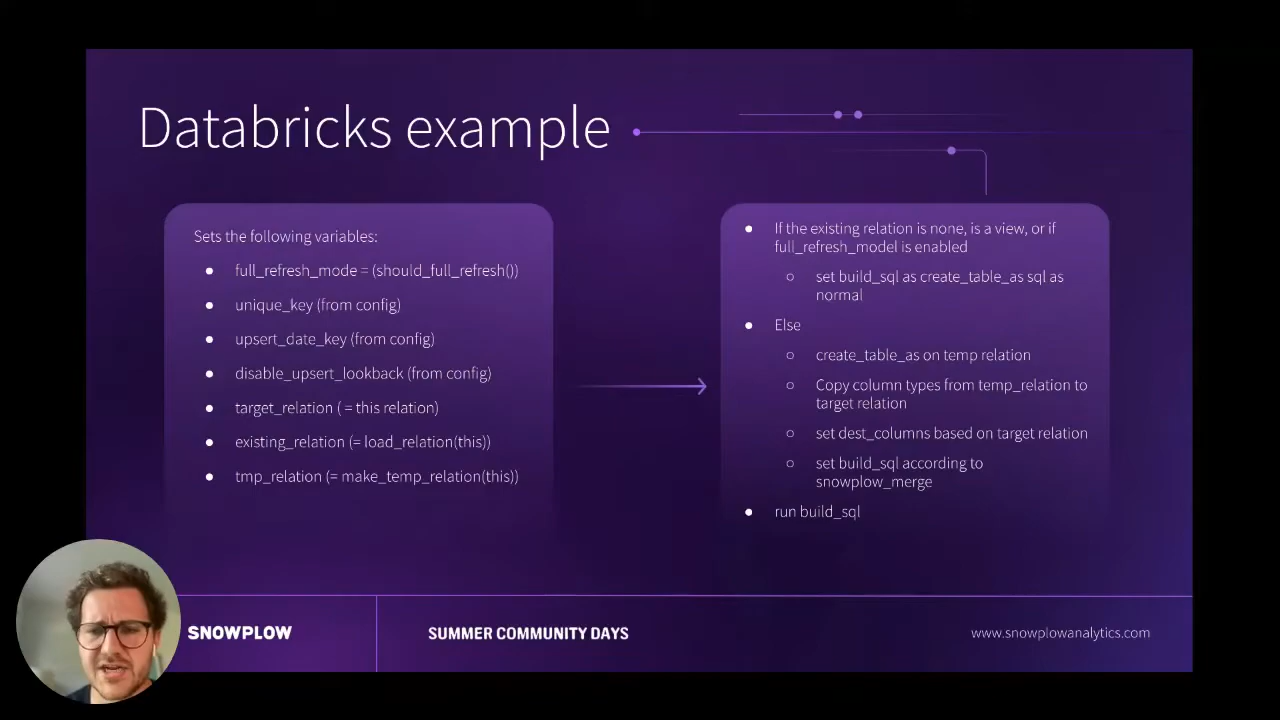 Databricks example
Sets the following variables:
● full_refresh_mode = (should_full_refresh())
● unique_key (from config)
● upsert_date_key (from config)
● disable_upsert_lookback (from config)
● target_relation ( = this relation)
● existing_relation (= load_relation(this))
● tmp_relation (= make_temp_relation(this))
● If the existing relation is none, is a view, or if
full_refresh_model is enabled
○ set build_sql as create_table_as sql as
normal
● Else
○ create_table_as on temp relation
○ Copy column types from temp_relation to
target relation
○ set dest_columns based on target relation
○ set build_sql according to
snowplow_merge
● run build_sql
SNOWPLOW
SUMMER COMMUNITY DAYS
www.snowplowanalytics.com